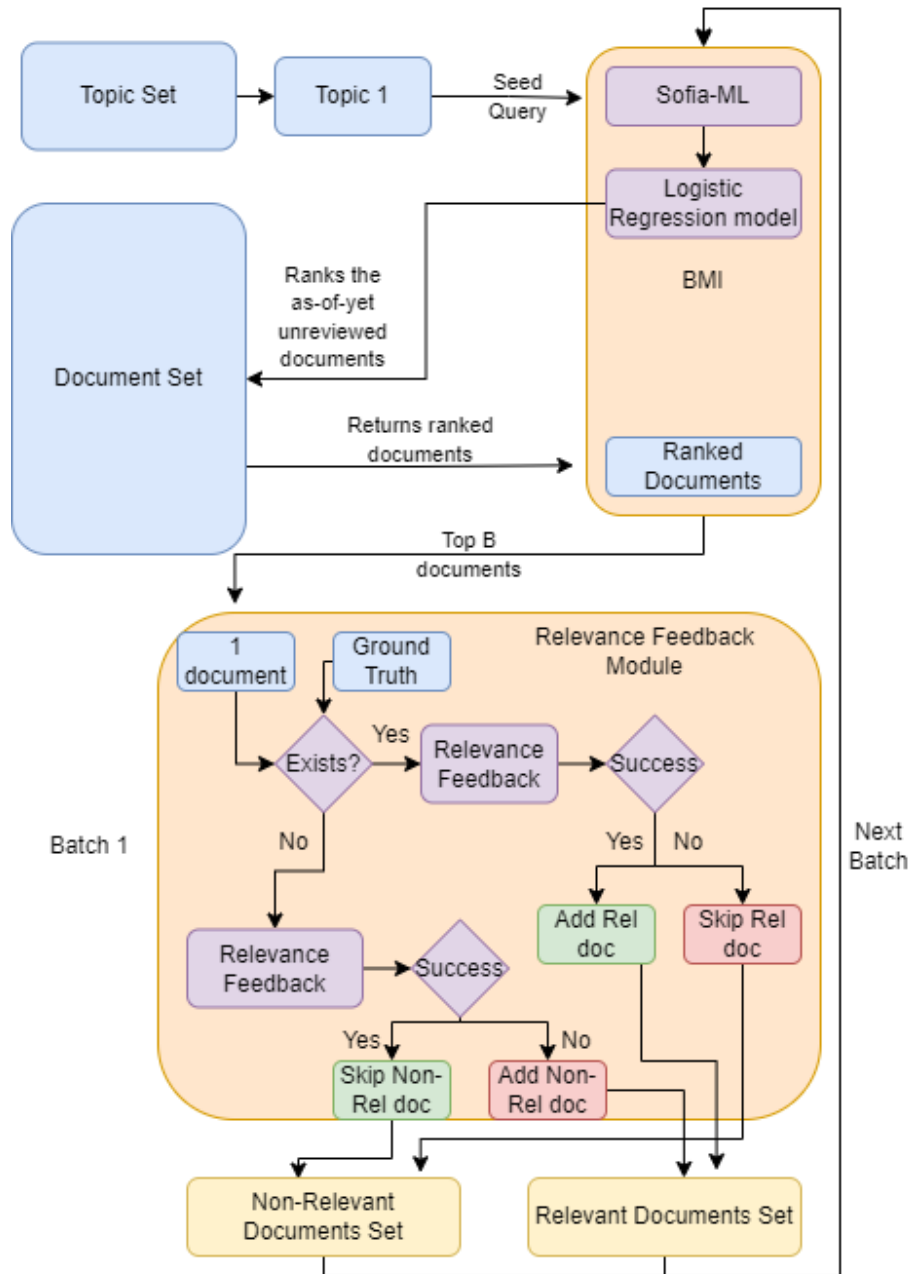 Topic Set
Topic 1
Seed
Query
Sofia-ML
Logistic
Regression model
BMI
Ranks the
as-of-yet
unreviewed
documents
Document Set
Returns ranked
documents
Ranked
Documents
Top B
documents
1
document
Ground
Truth
Relevance Feedback
Module
Exists?
Yes
Relevance
Feedback
Success
No
Yes
No
Batch 1
Next
Batch
Add Rel
doc
Skip Rel
doc
Relevance
Feedback
Success
Yes
No
Skip Non-
Rel doc
Add Non-
Rel doc
Non-Relevant
Documents Set
Relevant Documents Set